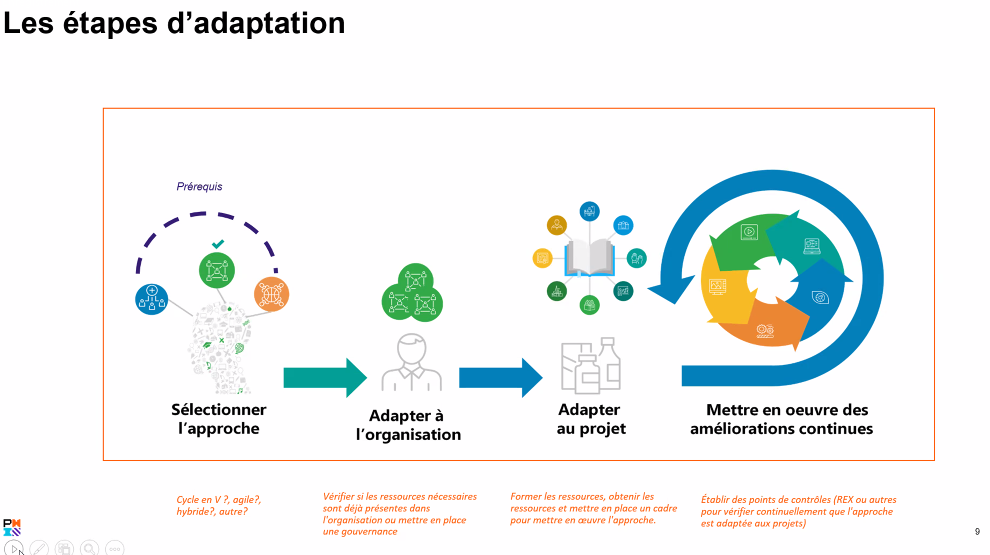 Les étapes d’adaptation
Prérequis
Sélectionner
l’approche
Adapter à
l’organisation
Adapter
au projet
Mettre en oeuvre des
améliorations continues
Cycle en V ?, agile?,
hybride?, autre?
Vérifier si les ressources nécessaires
sont déjà présentes dans
l'organisation ou mettre en place
une gouvernance
Former les ressources, obtenir les
ressources et mettre en place un cadre
pour mettre en œuvre l'approche.
Établir des points de contrôles (REX ou autres
pour vérifier continuellement que l'approche
est adaptée aux projets)
9